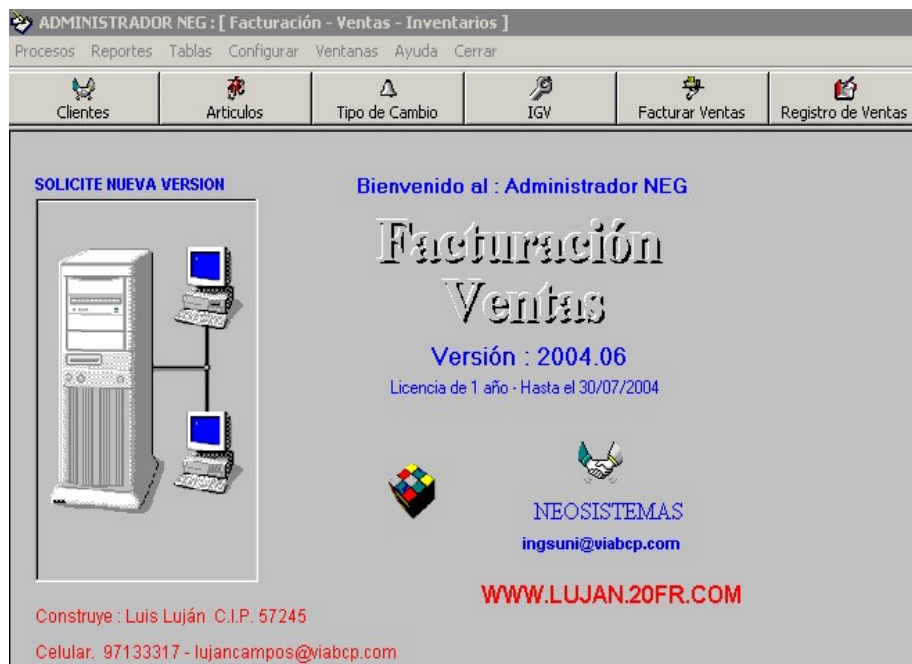 ADMINISTRADOR NEG : [ Facturación - Ventas - Inventarios ]
Procesos Reportes Tablas Configurar Ventanas Ayuda Cerrar
Clientes Articulos Tipo de Cambio IGV Facturar Ventas Registro de Ventas
SOLICITE NUEVA VERSION
Bienvenido al : Administrador NEG
Facturación
Ventas
Versión : 2004.06
Licencia de 1 año - Hasta el 30/07/2004
NEOSISTEMAS
ingsuni@viabcp.com
WWW.LUJAN.20FR.COM
Construye : Luis Luján C.I.P. 57245
Celular. 97133317 - lujancampos@viabcp.com